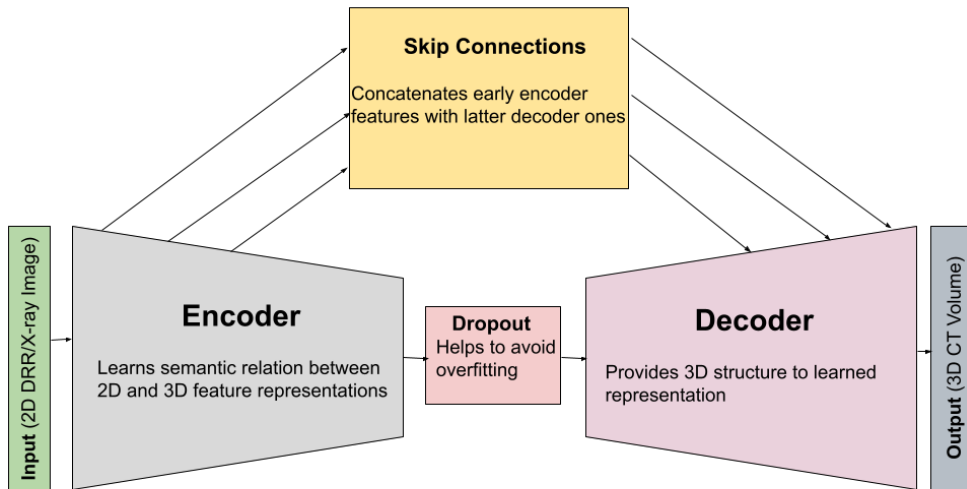 Skip Connections
Concatenates early encoder
features with latter decoder ones
Input (2D DRR/X-ray Image)
Encoder
Learns semantic relation between
2D and 3D feature representations
Dropout
Helps to avoid
overfitting
Decoder
Provides 3D structure to learned
representation
Output (3D CT Volume)